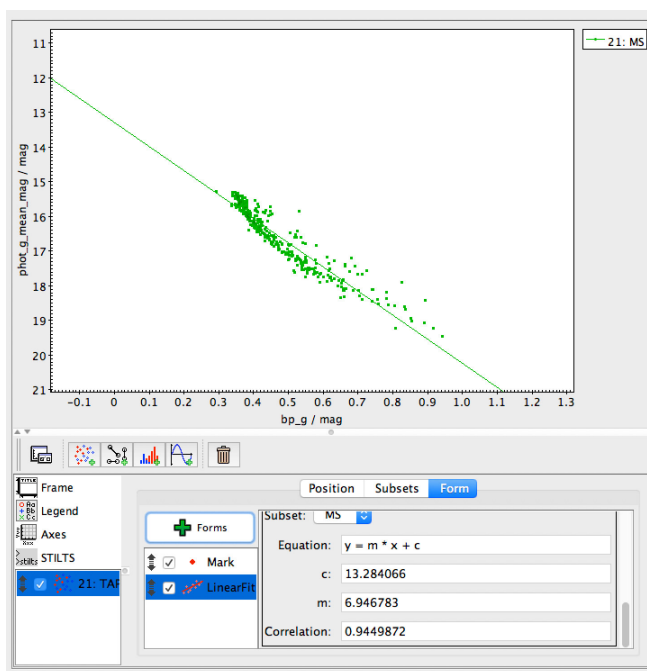 11
12
13
14
15
16
17
18
19
20
21
phot_g_mean_mag / mag
-0.1 0 0.1 0.2 0.3 0.4 0.5 0.6 0.7 0.8 0.9 1.0 1.1 1.2 1.3
bp_g / mag
21: MS
Frame
Legend
Axes
STILTS
21: TAP
Position Subsets Form
Forms
Mark
LinearFit
Subset: MS
Equation: y = m * x + c
c: 13.284066
m: 6.946783
Correlation: 0.9449872